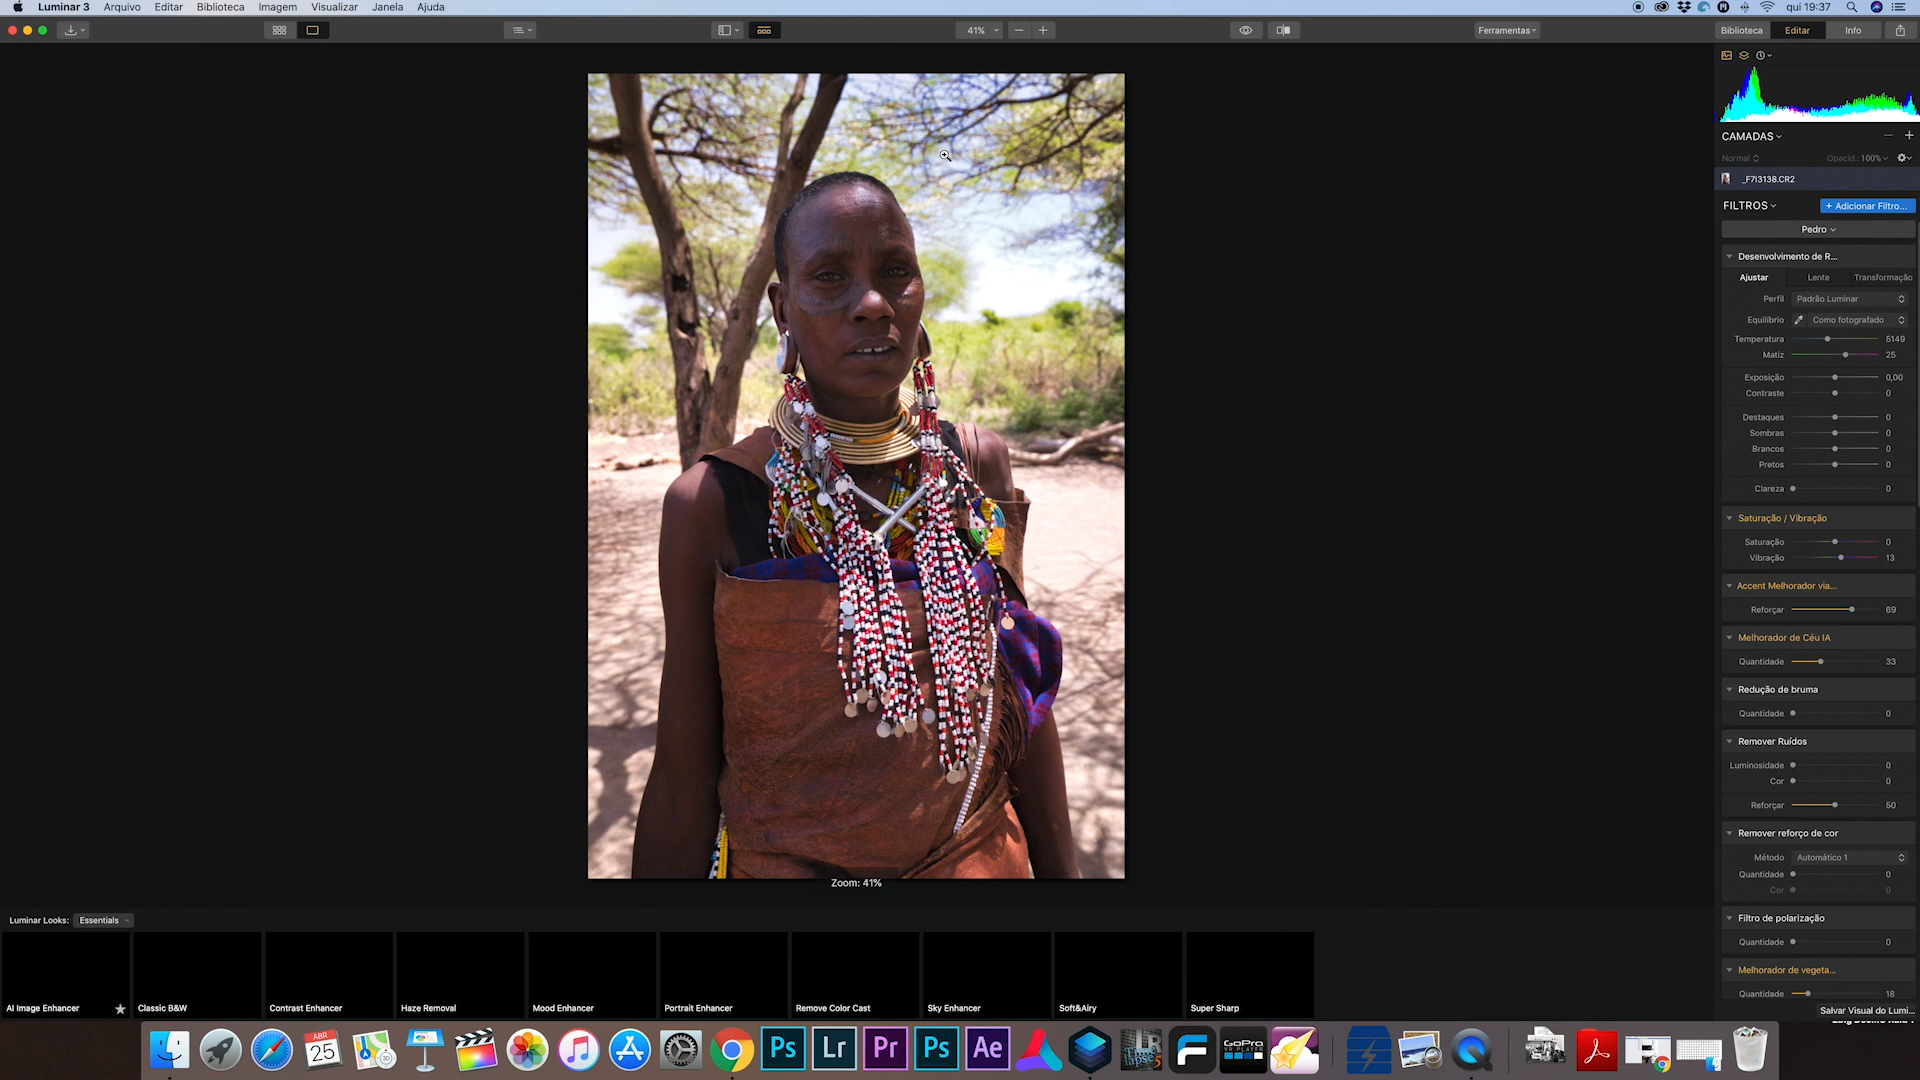 Luminar 3 Arquivo Editar Biblioteca Imagem Visualizar Janela Ajuda qui 19:37
41% Ferramentas Biblioteca Editar Info
CAMADAS
Normal Opacid.: 100%
_F7I3138.CR2
FILTROS + Adicionar Filtro...
Pedro
Desenvolvimento de R...
Ajustar Lente Transformação
Perfil Padrão Luminar
Equilíbrio Como fotografado
Temperatura 5149
Matiz 25
Exposição 0,00
Contraste 0
Destaques 0
Sombras 0
Brancos 0
Pretos 0
Clareza 0
Saturação / Vibração
Saturação 0
Vibração 13
Accent Melhorador via...
Reforçar 69
Melhorador de Céu IA
Quantidade 33
Redução de bruma
Quantidade 0
Remover Ruídos
Luminosidade 0
Cor 0
Reforçar 50
Remover reforço de cor
Método Automático 1
Quantidade 0
Cor 0
Filtro de polarização
Quantidade 0
Melhorador de vegeta...
Quantidade 18
Salvar Visual do Lumi...
Zoom: 41%
Luminar Looks: Essentials
AI Image Enhancer Classic B&W Contrast Enhancer Haze Removal Mood Enhancer Portrait Enhancer Remove Color Cast Sky Enhancer Soft&Airy Super Sharp
ABR
25
3D
Ps Lr Pr Ps Ae
LR
Timelapse
5
GoPro
VR PLAYER